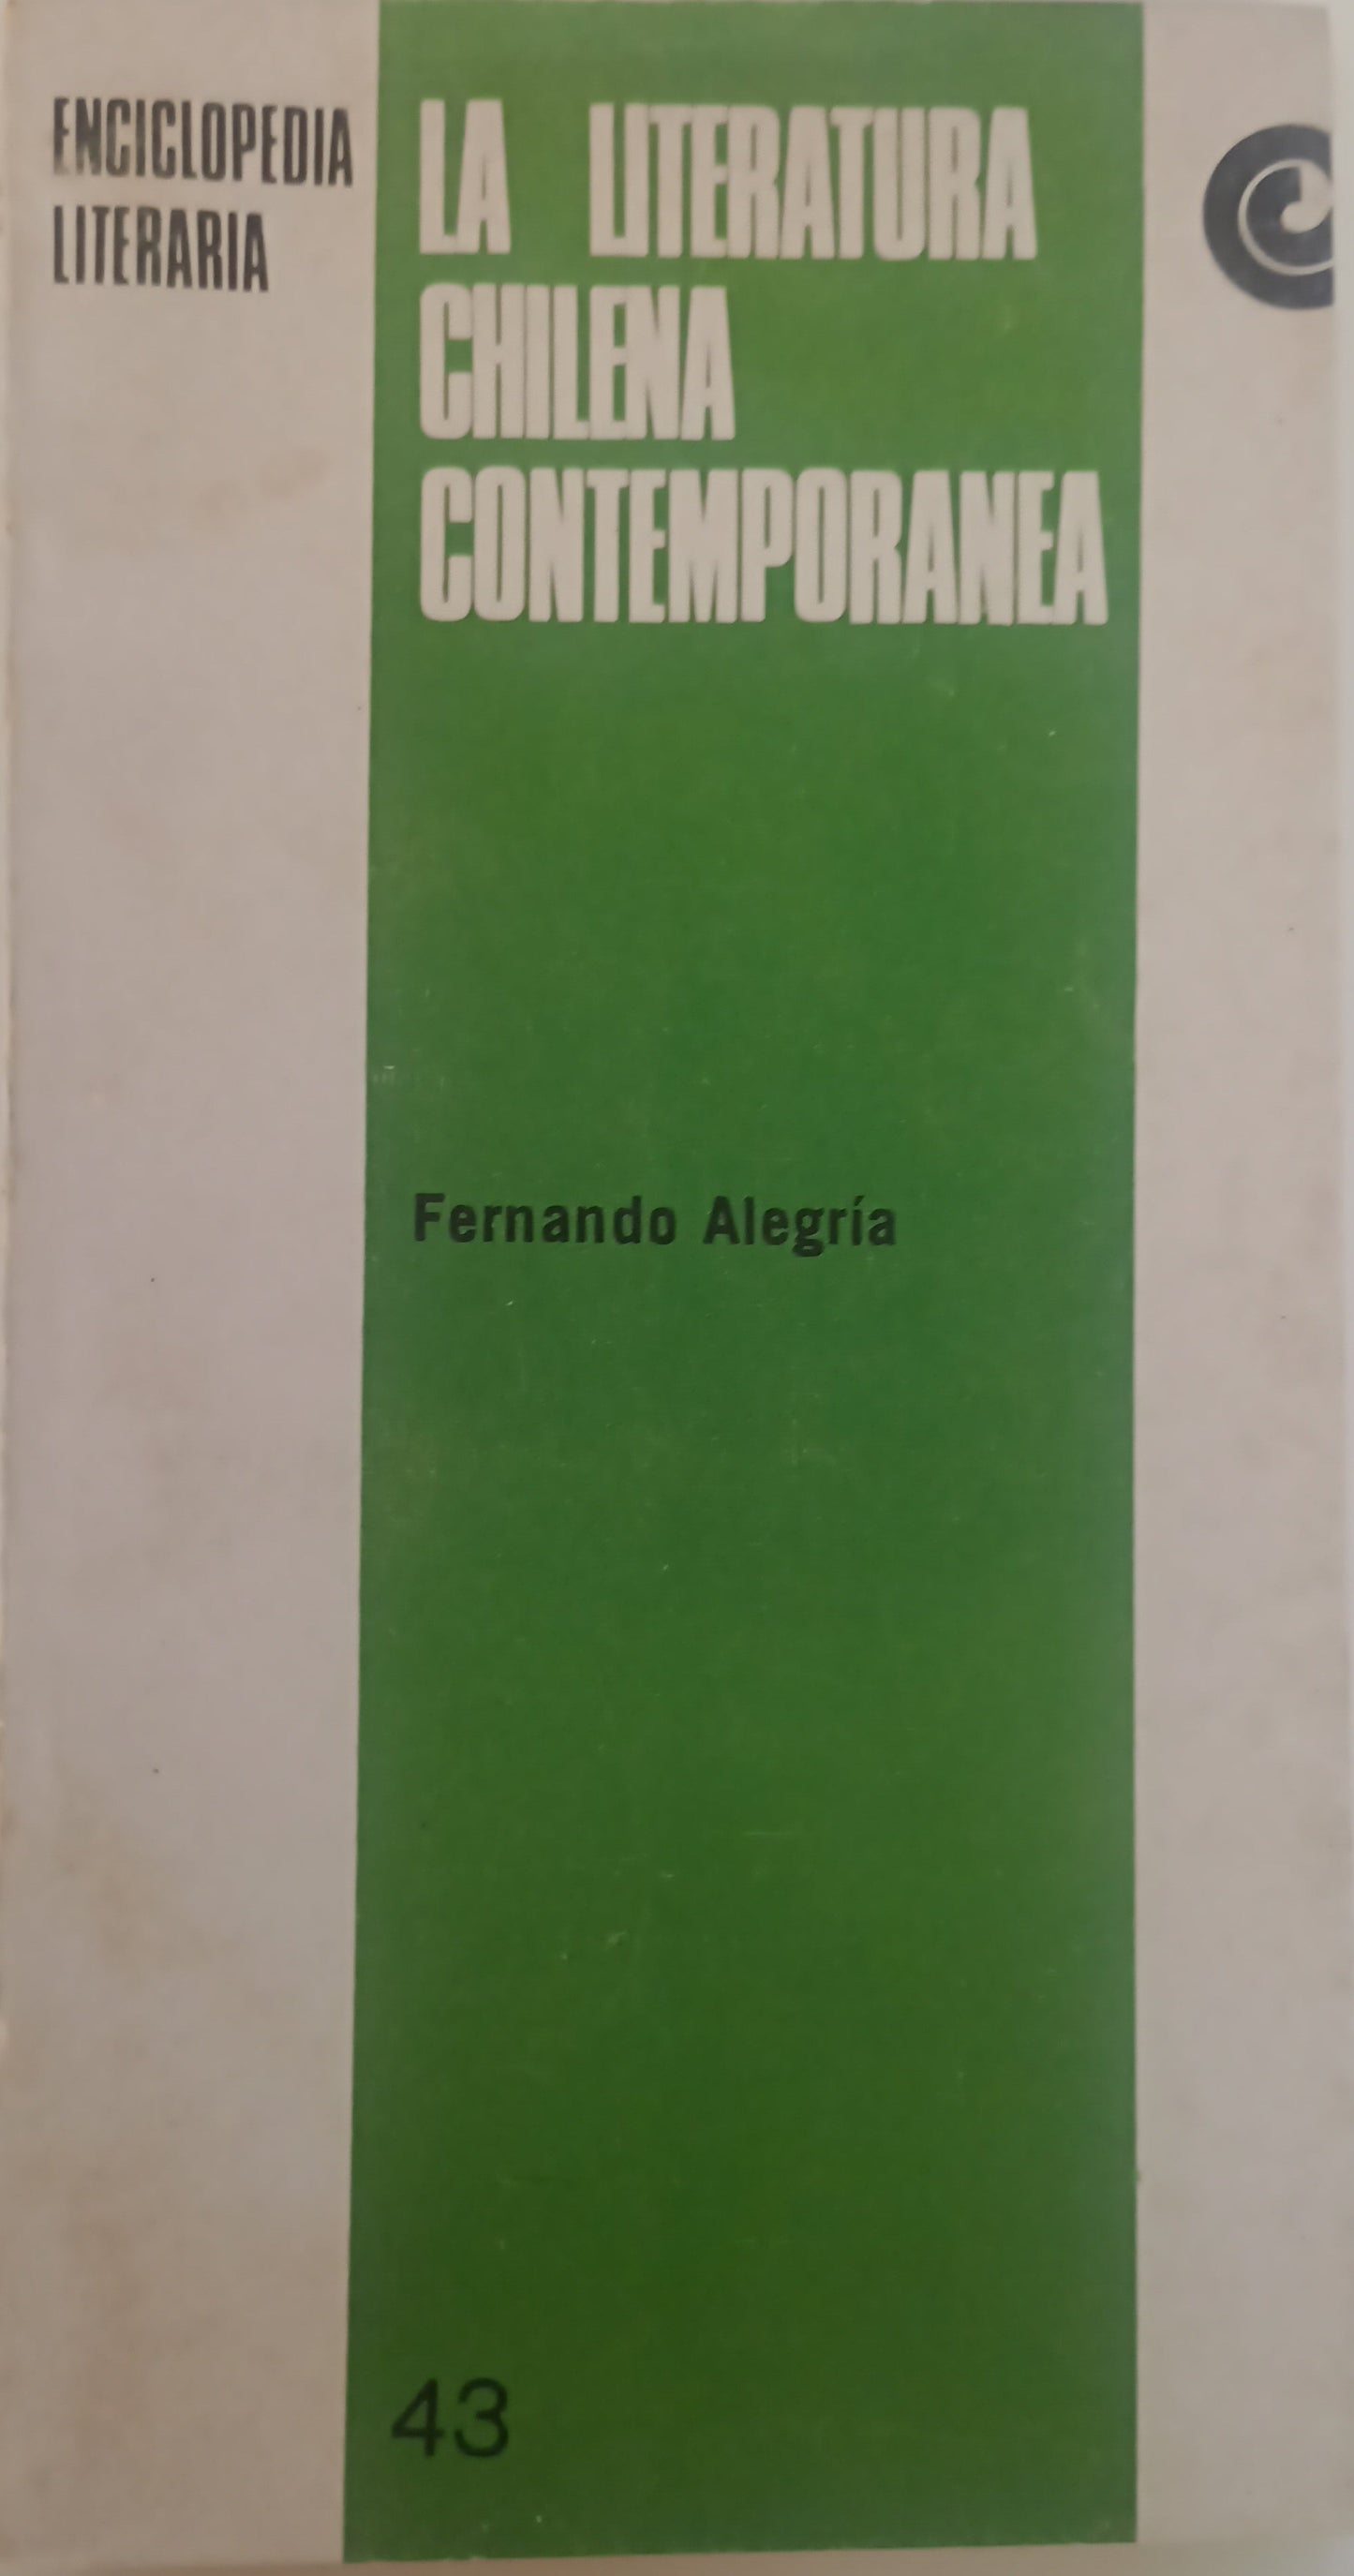 ENCICLOPEDIA
LITERARIA
LA LITERATURA
CHILENA
CONTEMPORANEA
Fernando Alegría
43